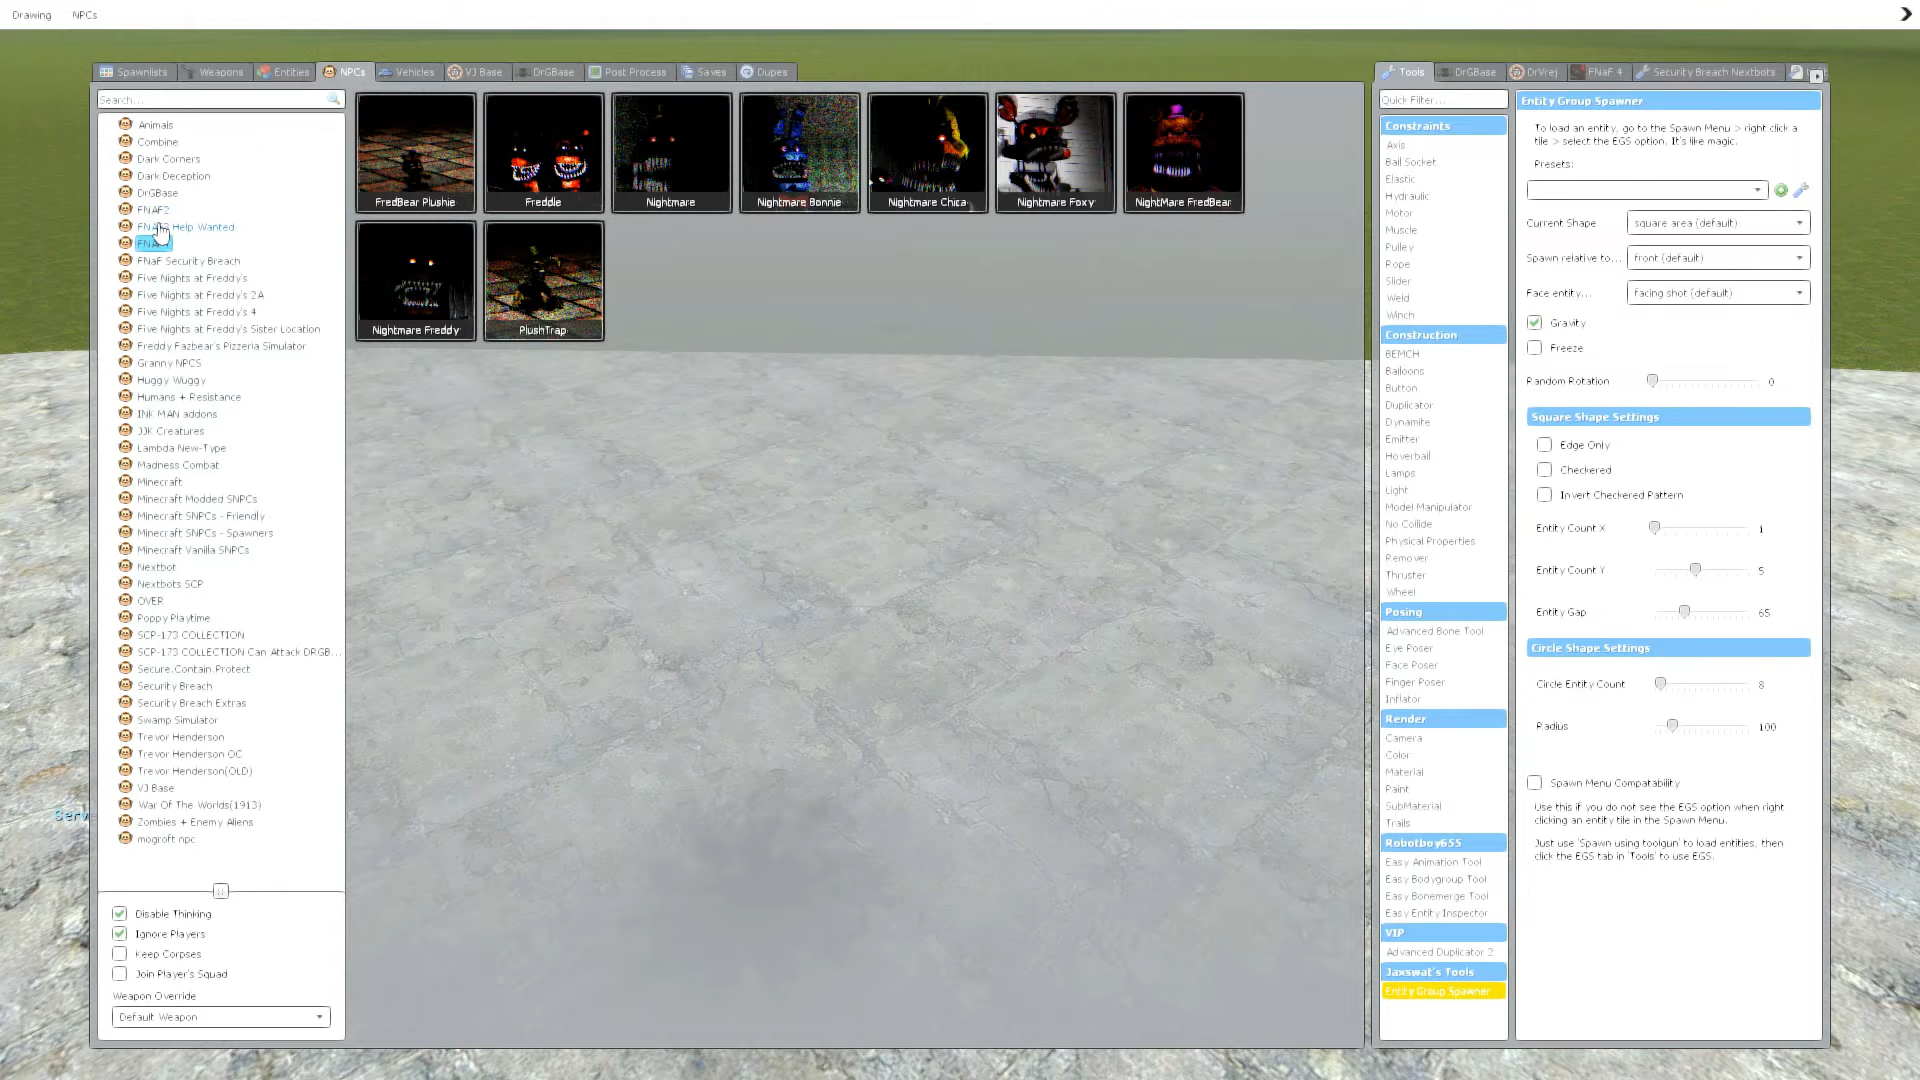 Drawing NPCs
Spawnlists Weapons Entities NPCs Vehicles VJ Base DrGBase Post Process Saves Dupes
Search...
Animals
Combine
Dark Corners
Dark Deception
DrGBase
FNAF2
Help Wanted
FNaF Security Breach
Five Nights at Freddy's
Five Nights at Freddy's 2A
Five Nights at Freddy's 4
Five Nights at Freddy's Sister Location
Freddy Fazbear's Pizzeria Simulator
Granny NPCS
Huggy Wuggy
Humans + Resistance
INK MAN addons
JJK Creatures
Lambda New-Type
Madness Combat
Minecraft
Minecraft Modded SNPCs
Minecraft SNPCs - Friendly
Minecraft SNPCs - Spawners
Minecraft Vanilla SNPCs
Nextbot
Nextbots SCP
OVER
Poppy Playtime
SCP-173 COLLECTION
SCP-173 COLLECTION Can Attack DRGB...
Secure.Contain.Protect
Security Breach
Security Breach Extras
Swamp Simulator
Trevor Henderson
Trevor Henderson OC
Trevor Henderson(OLD)
VJ Base
War Of The Worlds(1913)
Zombies + Enemy Aliens
mogroft npc
Disable Thinking
Ignore Players
Keep Corpses
Join Player's Squad
Weapon Override
Default Weapon
FredBear Plushie Freddle Nightmare Nightmare Bonnie Nightmare Chica Nightmare Foxy NightMare FredBear
Nightmare Freddy PlushTrap
Tools DrGBase DrVrej FNAF 4 Security Breach Nextbots
Quick Filter...
Constraints
Axis
Ball Socket
Elastic
Hydraulic
Motor
Muscle
Pulley
Rope
Slider
Weld
Winch
Construction
BEMCH
Balloons
Button
Duplicator
Dynamite
Emitter
Hoverball
Lamps
Light
Model Manipulator
No Collide
Physical Properties
Remover
Thruster
Wheel
Posing
Advanced Bone Tool
Eye Poser
Face Poser
Finger Poser
Inflator
Render
Camera
Color
Material
Paint
SubMaterial
Trails
Robotboy655
Easy Animation Tool
Easy Bodygroup Tool
Easy Bonemerge Tool
Easy Entity Inspector
VIP
Advanced Duplicator 2
Jaxswat's Tools
Entity Group Spawner
Entity Group Spawner
To load an entity, go to the Spawn Menu > right click a
tile > select the EGS option. It's like magic.
Presets:
Current Shape square area (default)
Spawn relative to... front (default)
Face entity... facing shot (default)
Gravity
Freeze
Random Rotation 0
Square Shape Settings
Edge Only
Checkered
Invert Checkered Pattern
Entity Count X 1
Entity Count Y 5
Entity Gap 65
Circle Shape Settings
Circle Entity Count 8
Radius 100
Spawn Menu Compatability
Use this if you do not see the EGS option when right
clicking an entity tile in the Spawn Menu.
Just use 'Spawn using toolgun' to load entities, then
click the EGS tab in 'Tools' to use EGS.